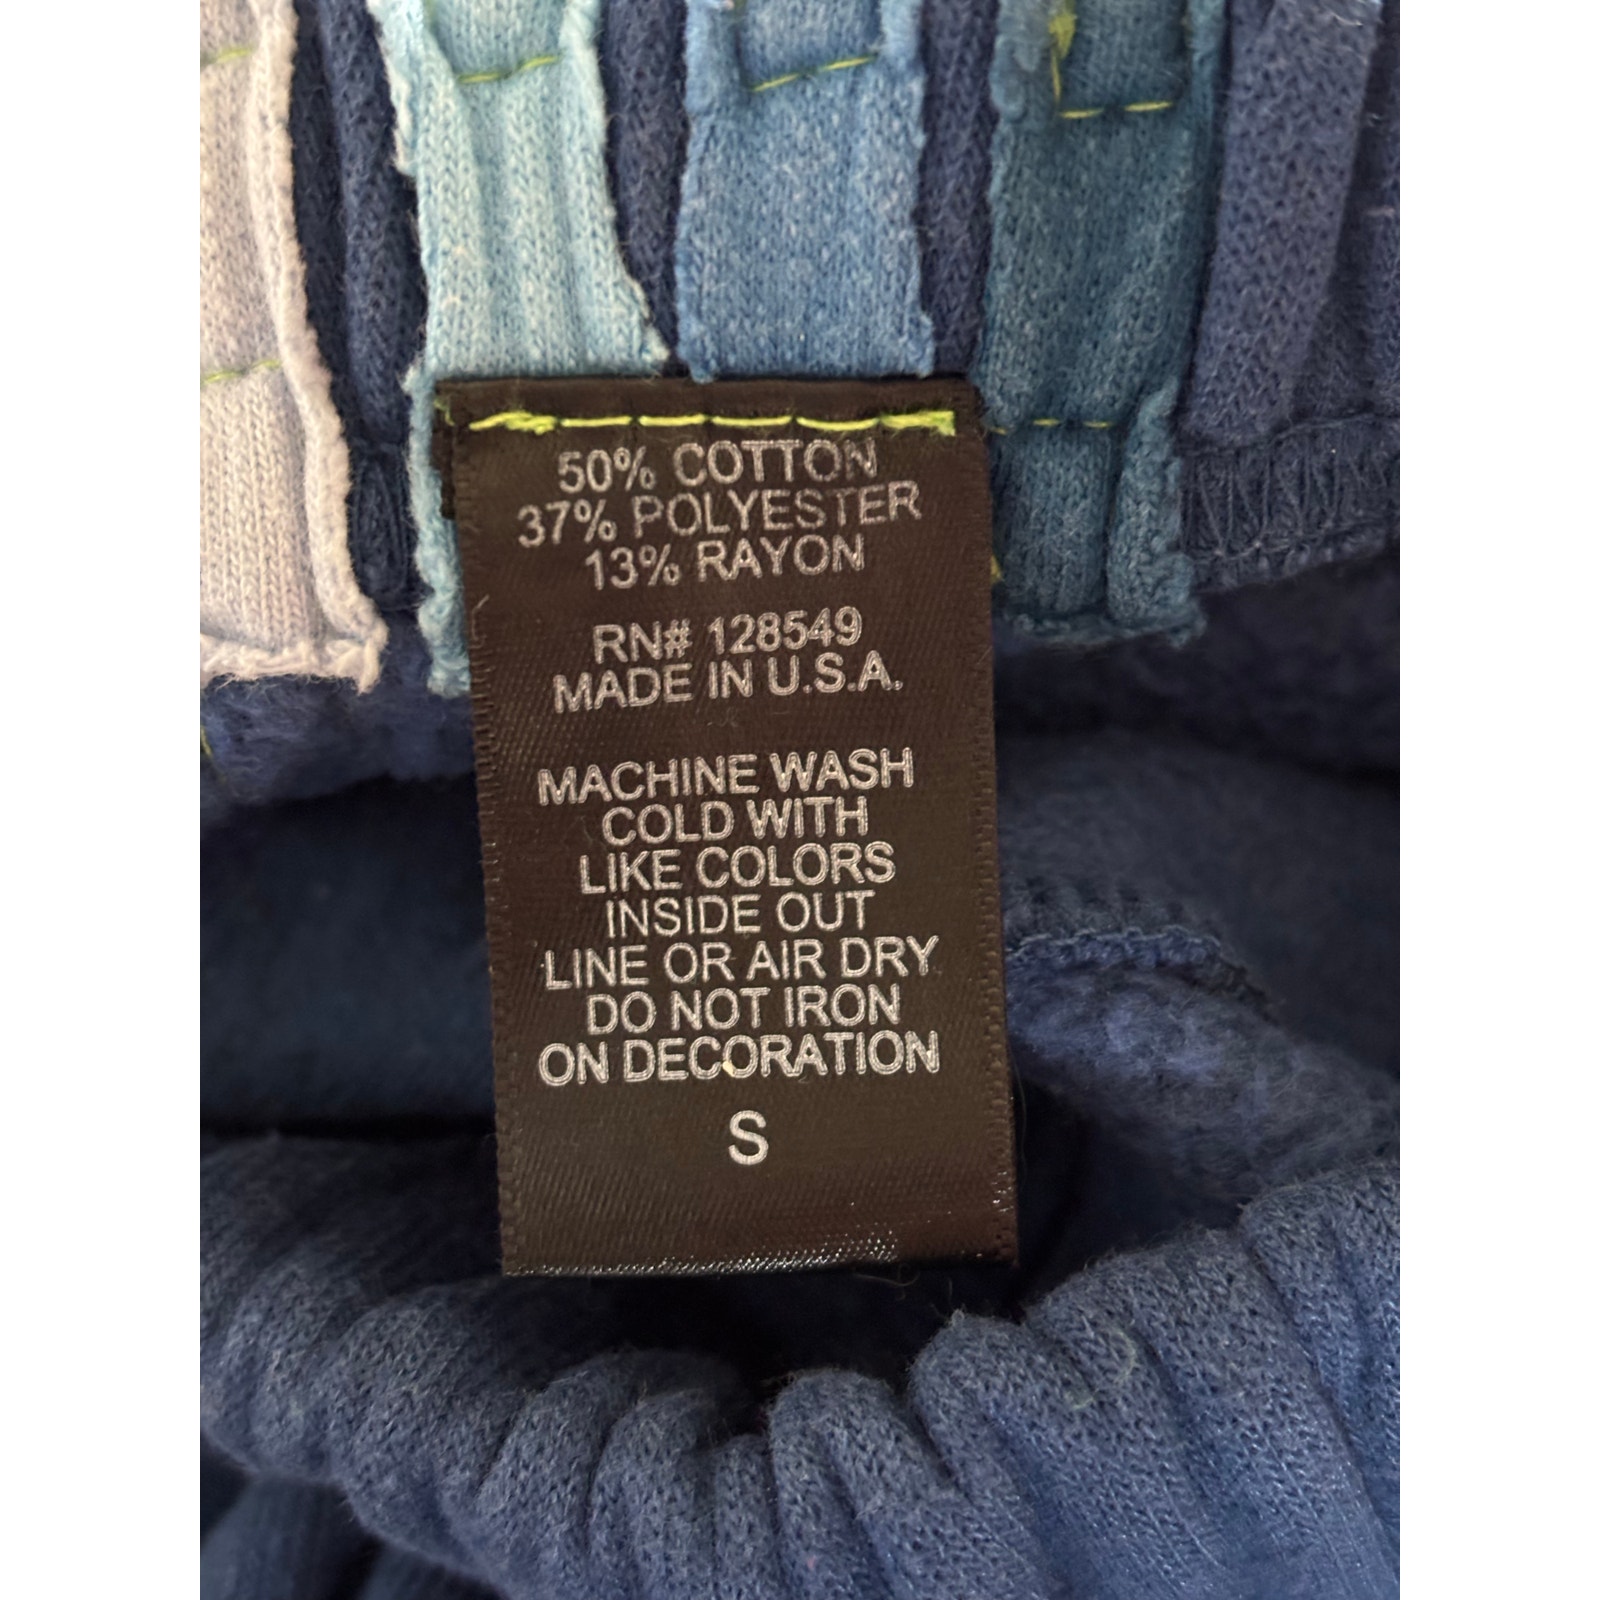 50% COTTON
37% POLYESTER
13% RAYON
RN# 128549
MADE IN U.S.A.
MACHINE WASH
COLD WITH
LIKE COLORS
INSIDE OUT
LINE OR AIR DRY
DO NOT IRON
ON DECORATION
S